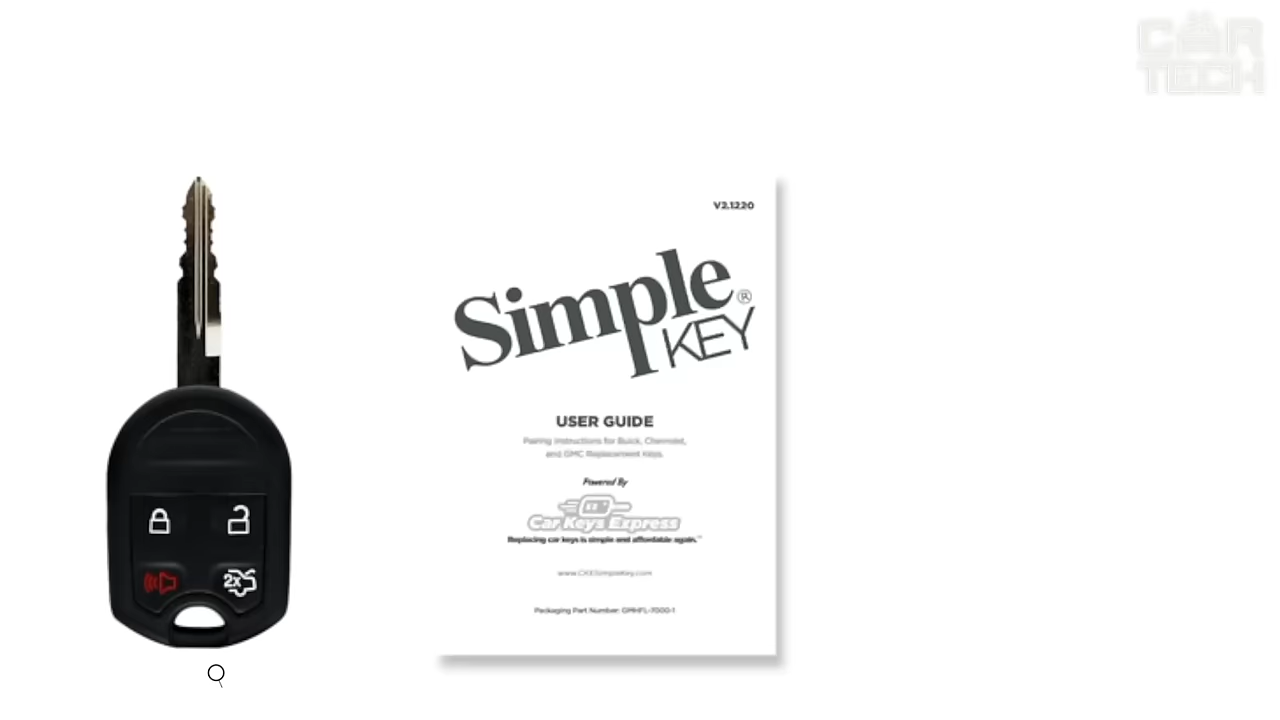 CAR
TECH
V2.1220
Simple
KEY®
USER GUIDE
Pairing instructions for Buick, Chevrolet,
and GMC Replacement Keys.
Powered By
Car Keys Express
Replacing car keys is simple and affordable again.™
www.CKESimpleKey.com
Packaging Part Number: GMHFL-7000-1
2x